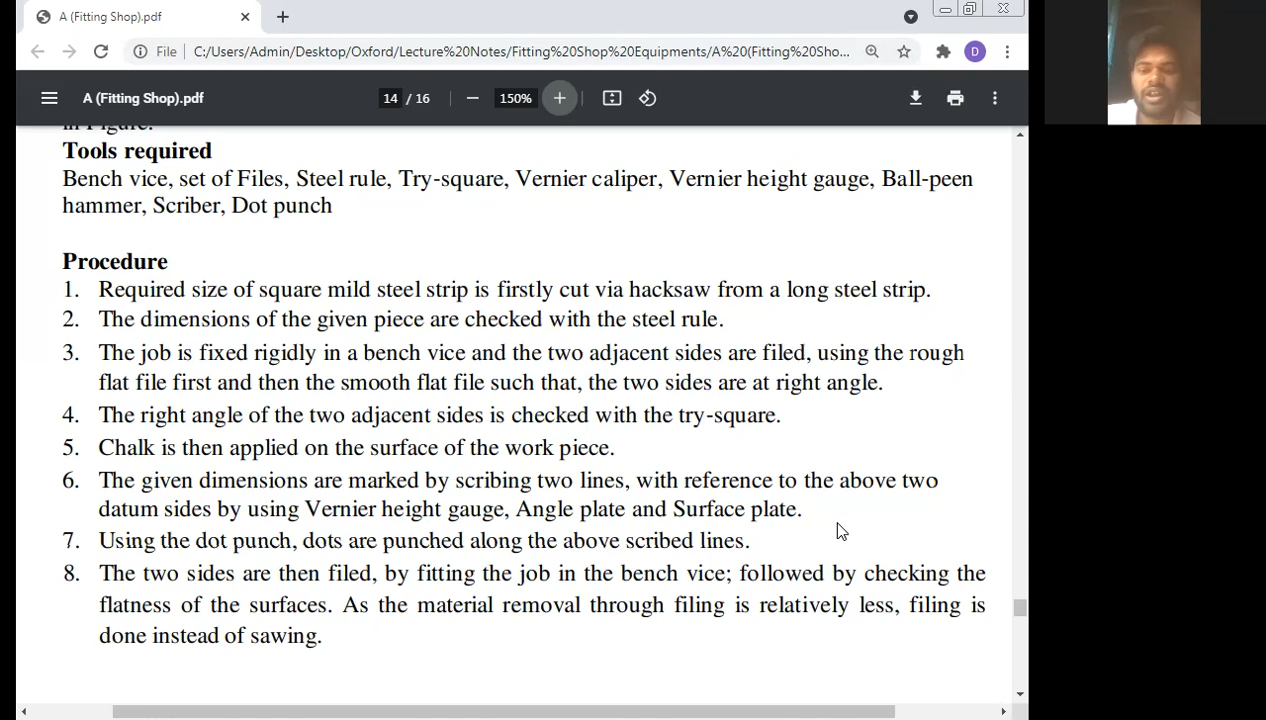 A (Fitting Shop).pdf
File C:/Users/Admin/Desktop/Oxford/Lecture%20Notes/Fitting%20Shop%20Equipments/A%20(Fitting%20Sho... D
A (Fitting Shop).pdf 14 / 16 150%
in Figure.
Tools required
Bench vice, set of Files, Steel rule, Try-square, Vernier caliper, Vernier height gauge, Ball-peen
hammer, Scriber, Dot punch
Procedure
1. Required size of square mild steel strip is firstly cut via hacksaw from a long steel strip.
2. The dimensions of the given piece are checked with the steel rule.
3. The job is fixed rigidly in a bench vice and the two adjacent sides are filed, using the rough
flat file first and then the smooth flat file such that, the two sides are at right angle.
4. The right angle of the two adjacent sides is checked with the try-square.
5. Chalk is then applied on the surface of the work piece.
6. The given dimensions are marked by scribing two lines, with reference to the above two
datum sides by using Vernier height gauge, Angle plate and Surface plate.
7. Using the dot punch, dots are punched along the above scribed lines.
8. The two sides are then filed, by fitting the job in the bench vice; followed by checking the
flatness of the surfaces. As the material removal through filing is relatively less, filing is
done instead of sawing.